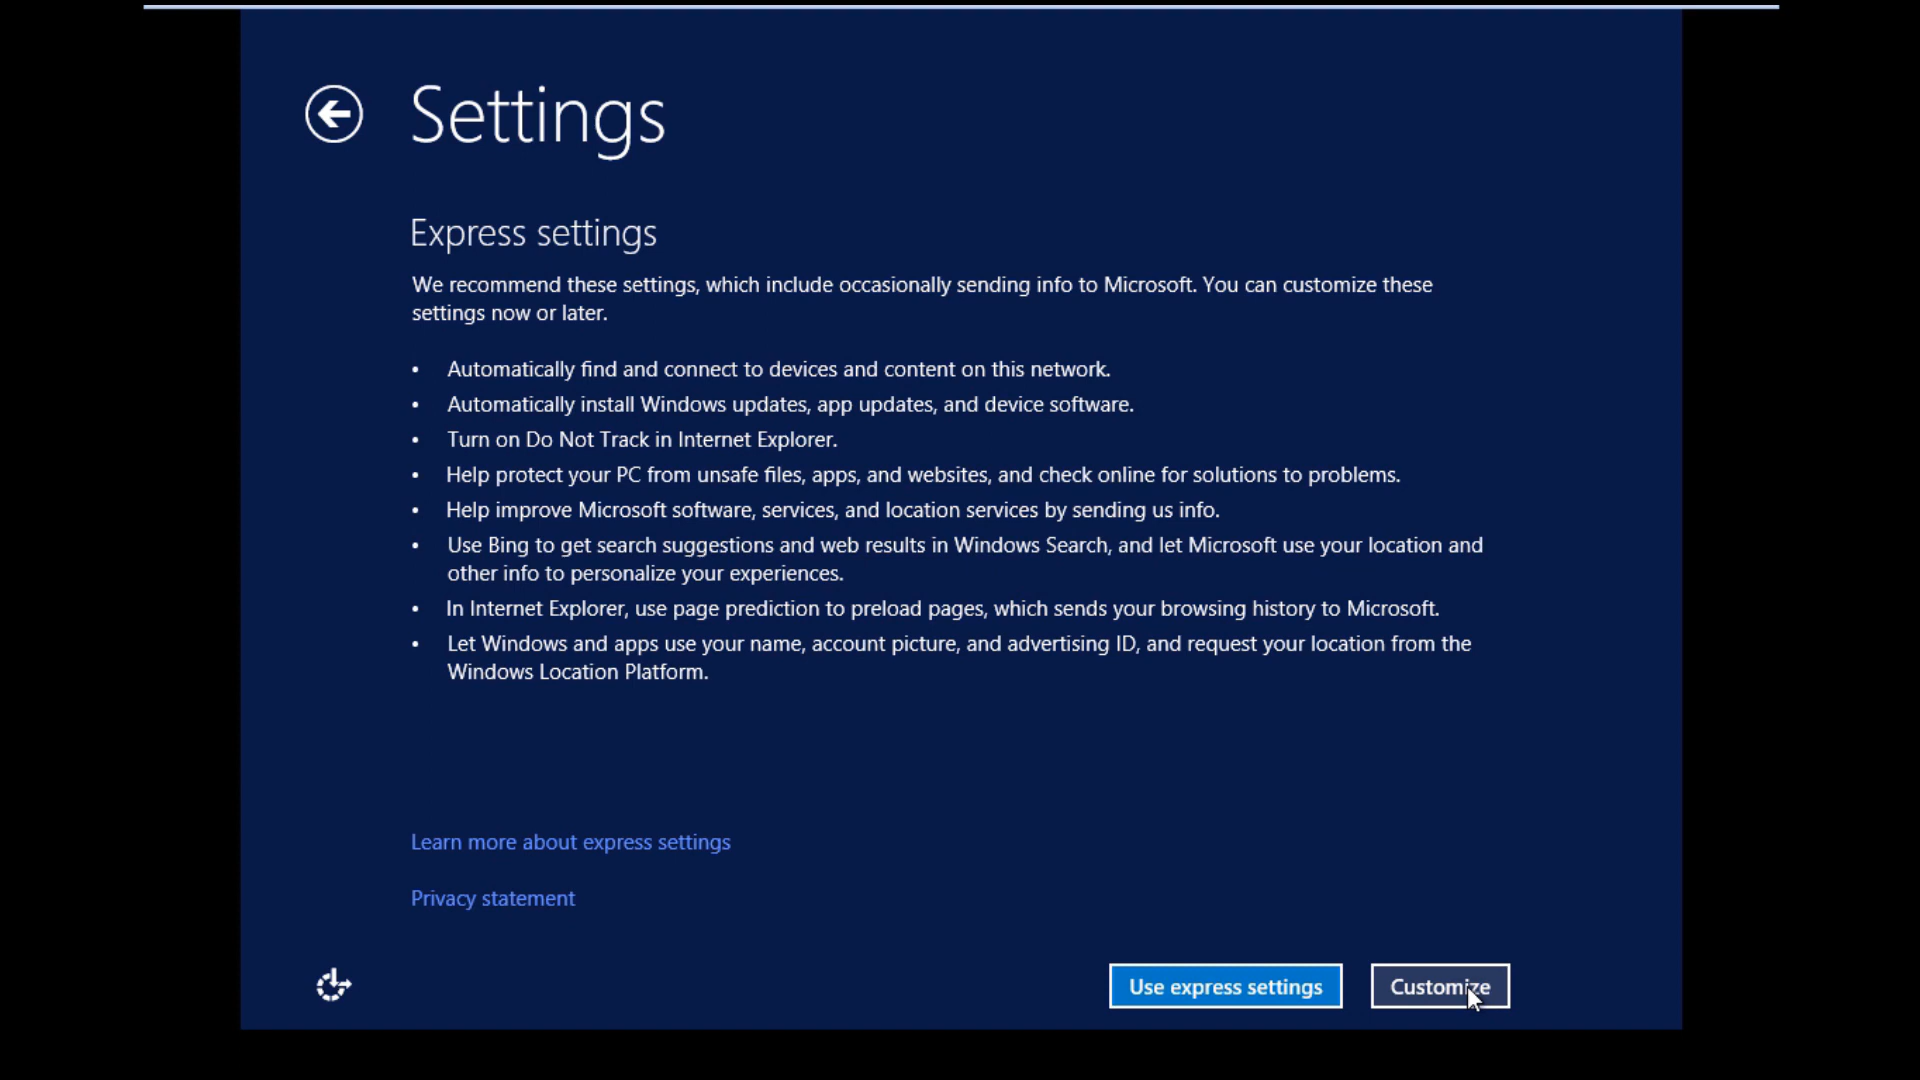 Settings
Express settings
We recommend these settings, which include occasionally sending info to Microsoft. You can customize these
settings now or later.
• Automatically find and connect to devices and content on this network.
• Automatically install Windows updates, app updates, and device software.
• Turn on Do Not Track in Internet Explorer.
• Help protect your PC from unsafe files, apps, and websites, and check online for solutions to problems.
• Help improve Microsoft software, services, and location services by sending us info.
• Use Bing to get search suggestions and web results in Windows Search, and let Microsoft use your location and
other info to personalize your experiences.
• In Internet Explorer, use page prediction to preload pages, which sends your browsing history to Microsoft.
• Let Windows and apps use your name, account picture, and advertising ID, and request your location from the
Windows Location Platform.
Learn more about express settings
Privacy statement
Use express settings
Customize